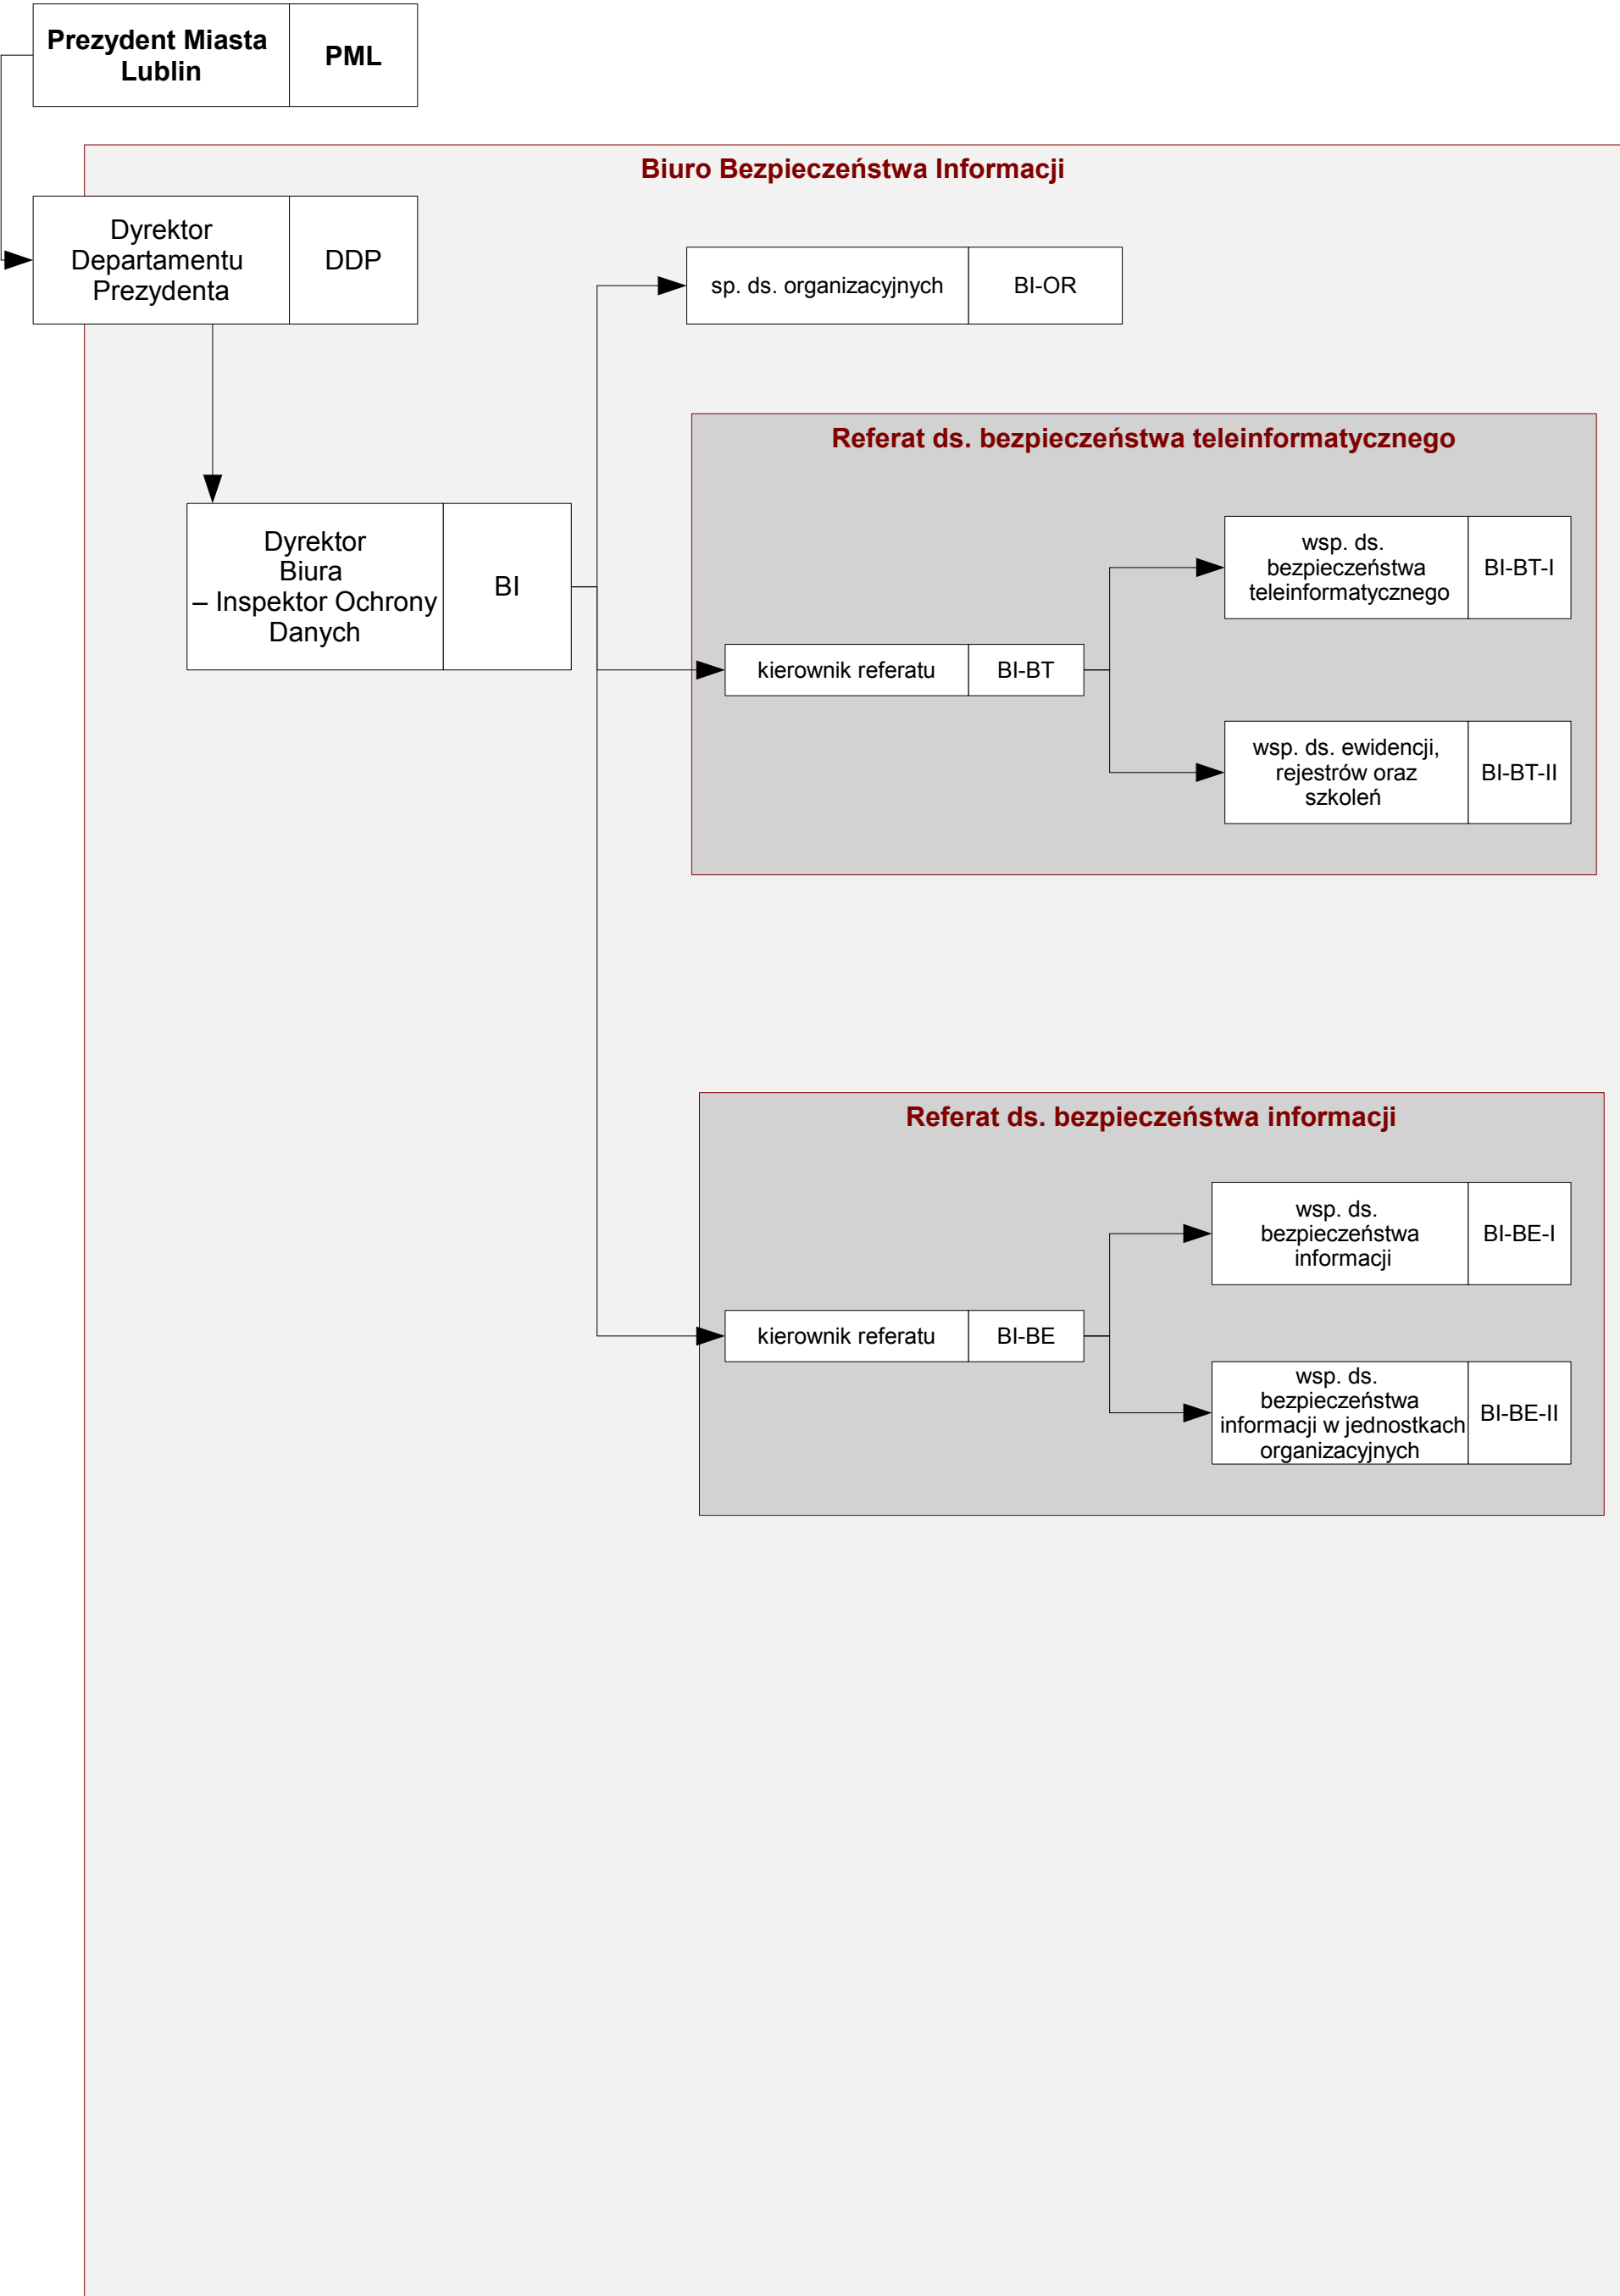 Prezydent Miasta
Lublin
PML
Biuro Bezpieczeństwa Informacji
Dyrektor
Departamentu
Prezydenta
DDP
sp. ds. organizacyjnych
BI-OR
Referat ds. bezpieczeństwa teleinformatycznego
Dyrektor
Biura
– Inspektor Ochrony
Danych
BI
wsp. ds.
bezpieczeństwa
teleinformatycznego
BI-BT-I
kierownik referatu
BI-BT
wsp. ds. ewidencji,
rejestrów oraz
szkoleń
BI-BT-II
Referat ds. bezpieczeństwa informacji
wsp. ds.
bezpieczeństwa
informacji
BI-BE-I
kierownik referatu
BI-BE
wsp. ds.
bezpieczeństwa
informacji w jednostkach
organizacyjnych
BI-BE-II